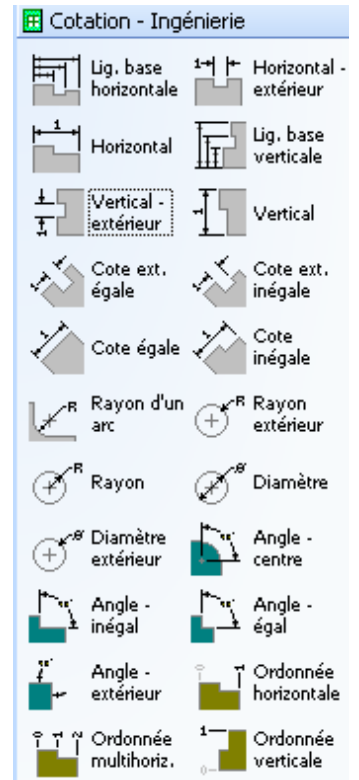 Cotation - Ingénierie
Lig. base
horizontale
Horizontal -
extérieur
Horizontal
Lig. base
verticale
Vertical -
extérieur
Vertical
Cote ext.
égale
Cote ext.
inégale
Cote égale
Cote
inégale
Rayon d'un
arc
Rayon
extérieur
Rayon
Diamètre
Diamètre
extérieur
Angle -
centre
Angle -
inégal
Angle -
égal
Angle -
extérieur
Ordonnée
horizontale
Ordonnée
multihoriz.
Ordonnée
verticale